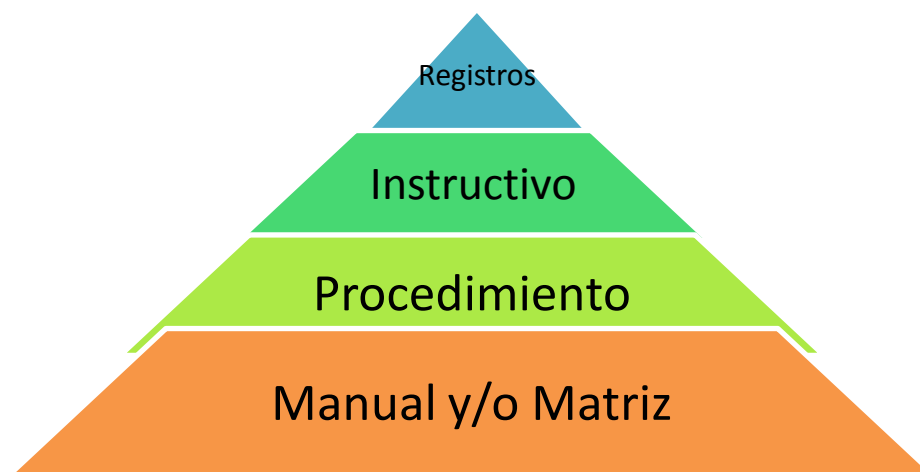 Registros
Instructivo
Procedimiento
Manual y/o Matriz